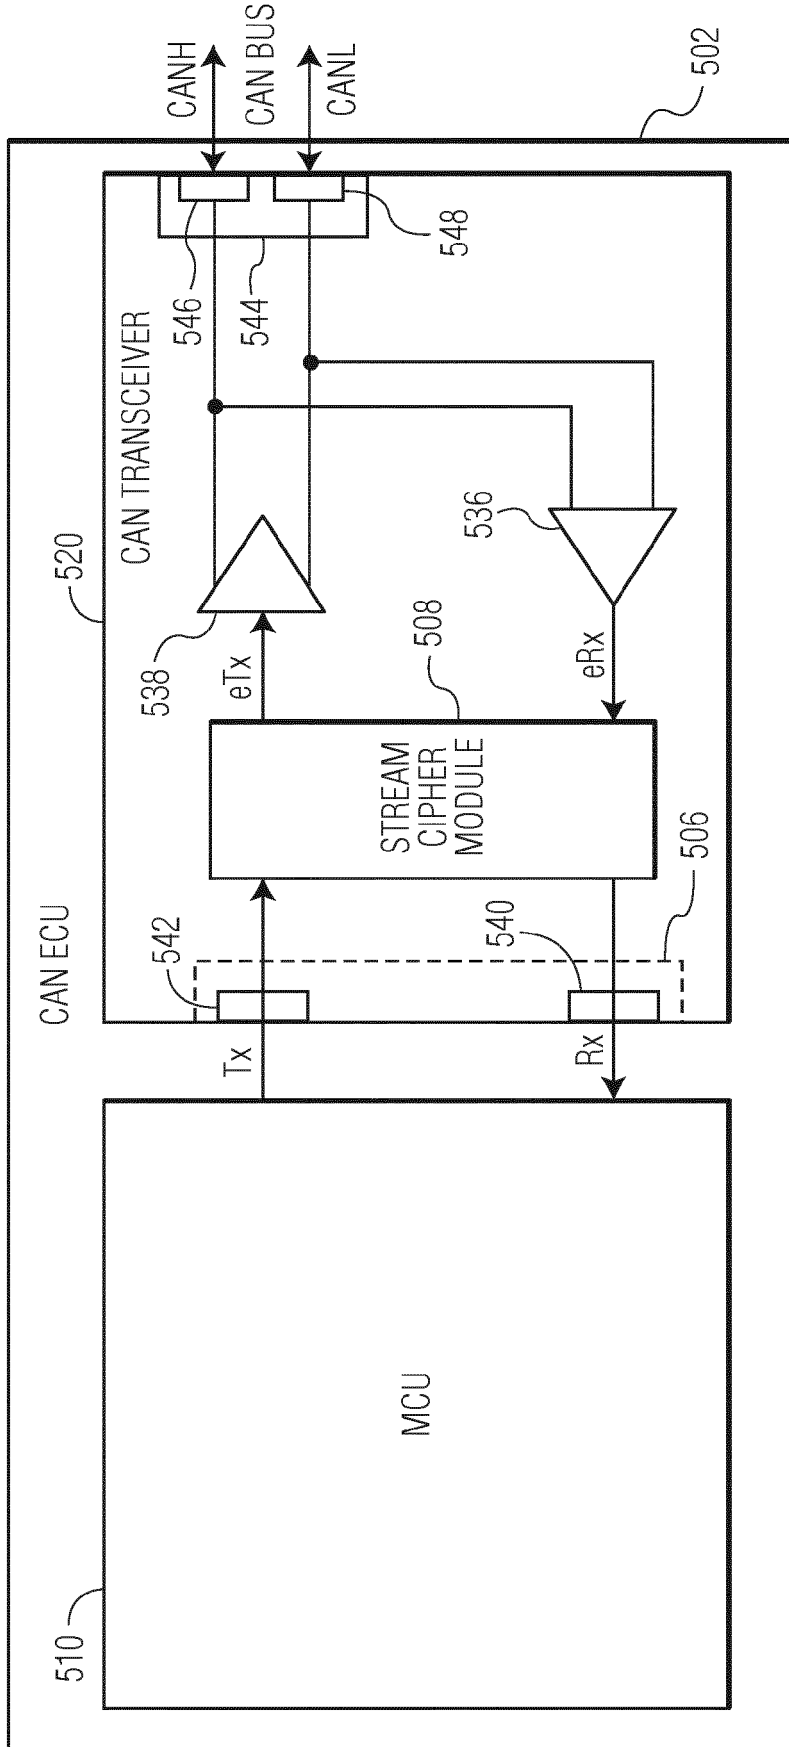 CAN ECU
510
MCU
Tx
Rx
542
540
506
520
CAN TRANSCEIVER
STREAM
CIPHER
MODULE
508
eTx
eRx
538
536
546
544
548
CANH
CAN BUS
CANL
502